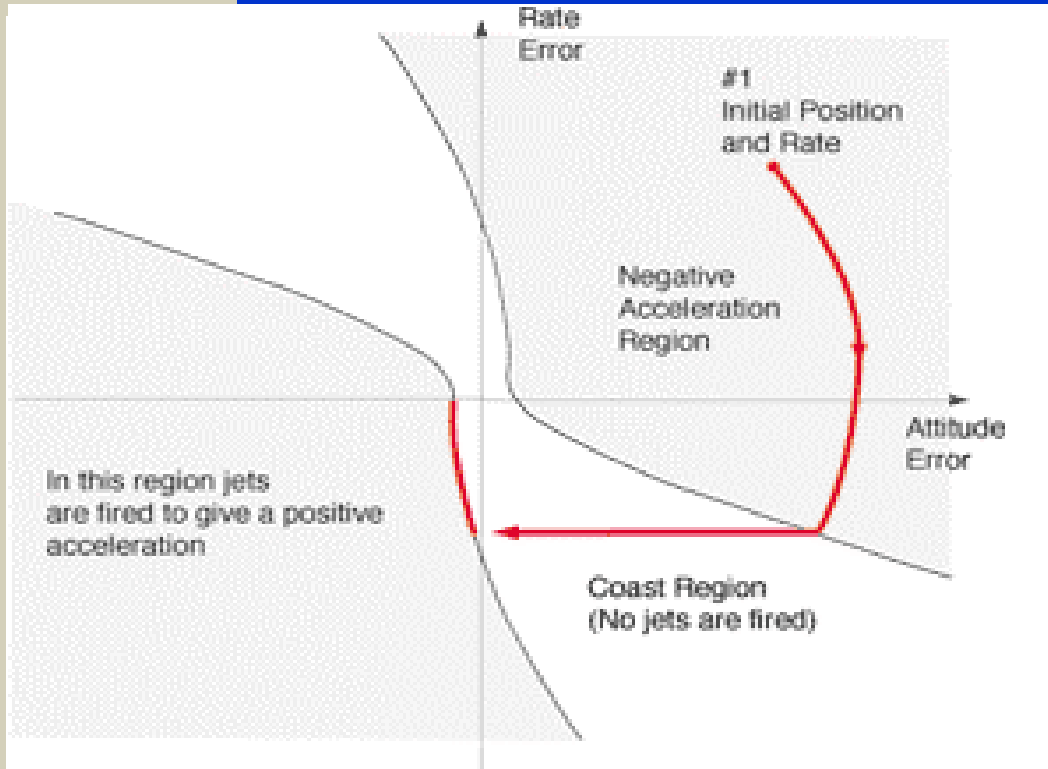 Rate
Error
#1
Initial Position
and Rate
Negative
Acceleration
Region
Attitude
Error
In this region jets
are fired to give a positive
acceleration
Coast Region
(No jets are fired)